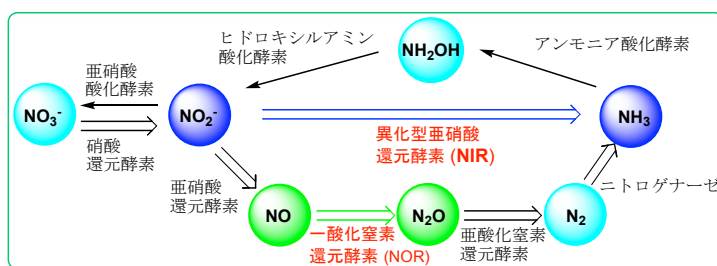 ヒドロキシルアミン
酸化酵素
NH₂OH
アンモニア酸化酵素
亜硝酸
酸化酵素
NO₃⁻
NO₂⁻
NH₃
硝酸
還元酵素
異化型亜硝酸
還元酵素 (NIR)
亜硝酸
還元酵素
NO
N₂O
N₂
ニトロゲナーゼ
一酸化窒素
還元酵素 (NOR)
亜酸化窒素
還元酵素